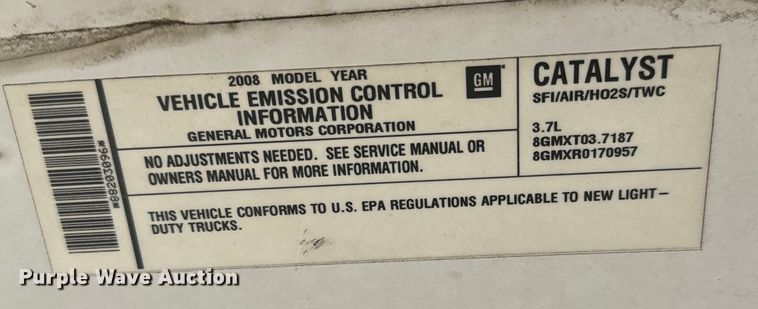 *88203096*
2008 MODEL YEAR
VEHICLE EMISSION CONTROL
INFORMATION
GENERAL MOTORS CORPORATION
GM
CATALYST
SFI/AIR/HO2S/TWC
3.7L
8GMXT03.7187
8GMXR0170957
NO ADJUSTMENTS NEEDED. SEE SERVICE MANUAL OR
OWNERS MANUAL FOR MORE INFORMATION.
THIS VEHICLE CONFORMS TO U.S. EPA REGULATIONS APPLICABLE TO NEW LIGHT-
DUTY TRUCKS.
Purple Wave Auction